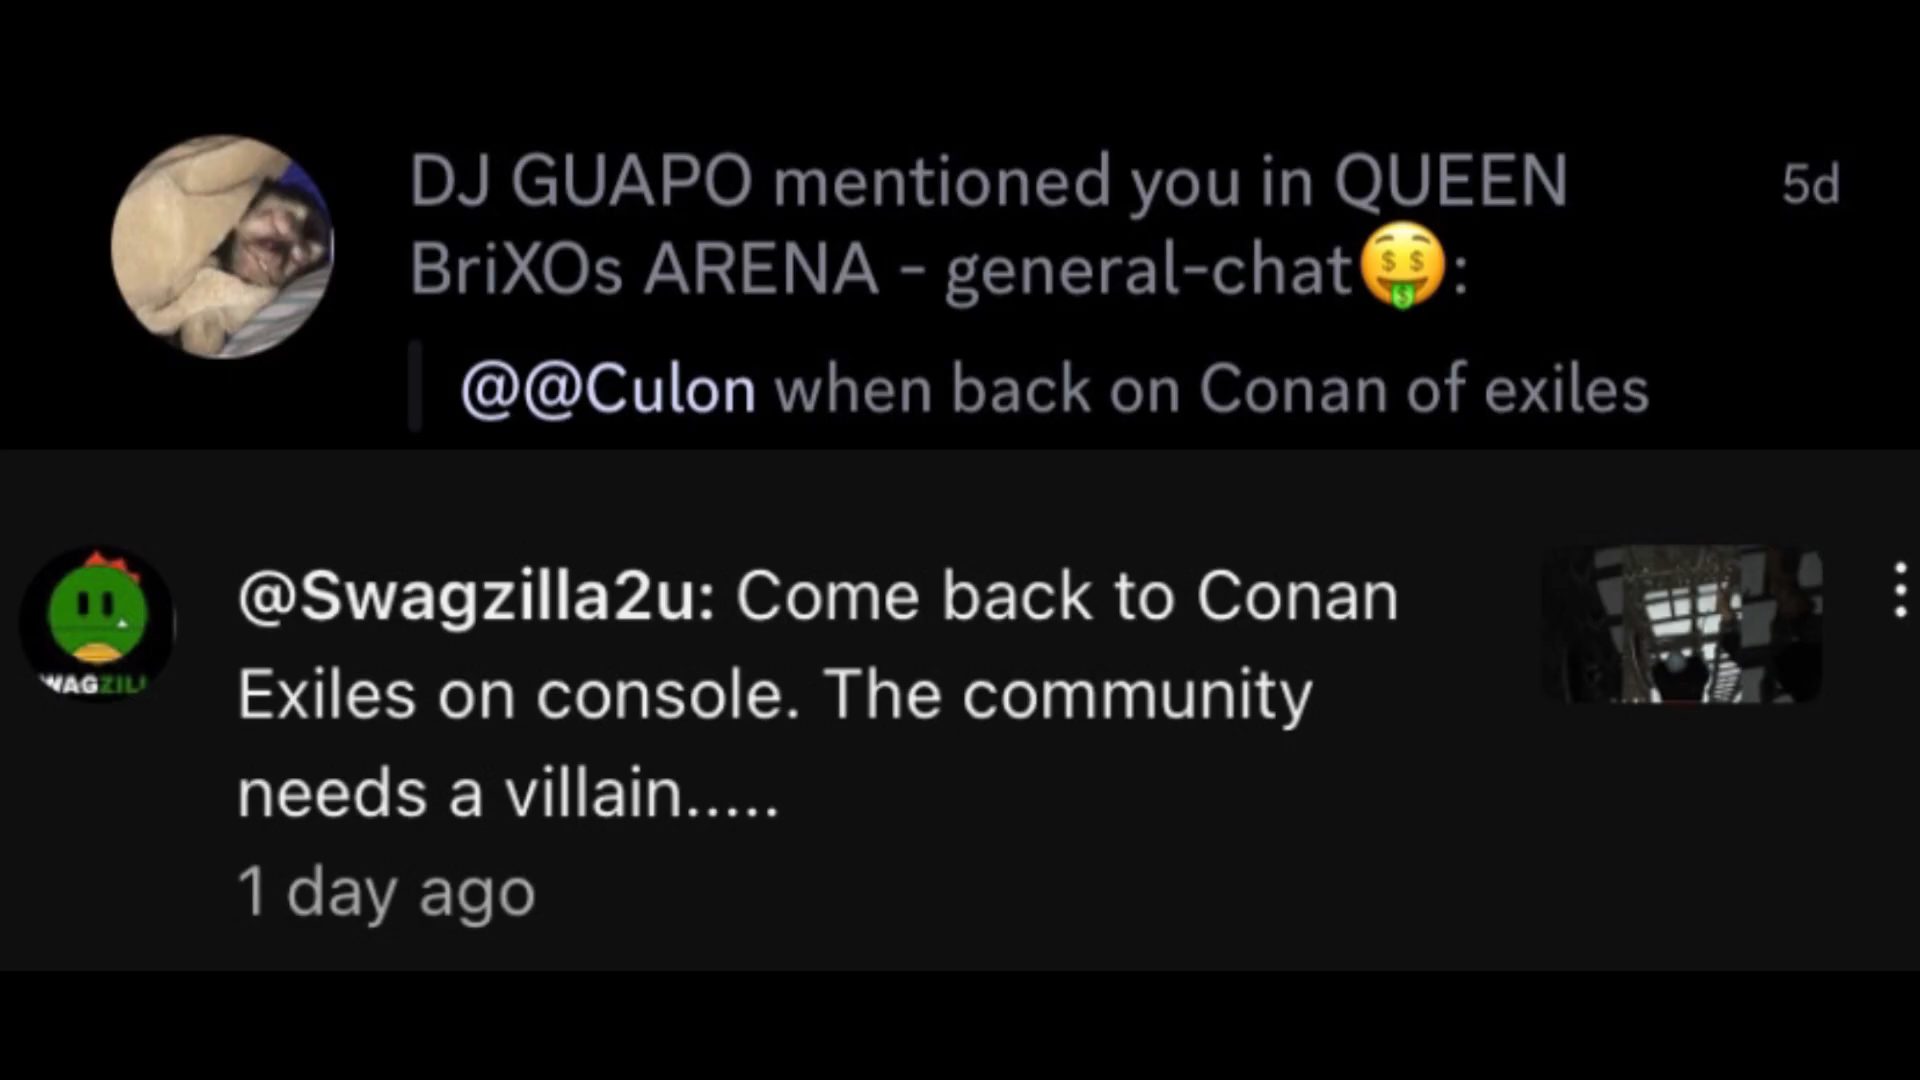 DJ GUAPO mentioned you in QUEEN
5d
BriXOs ARENA - general-chat🤑:
@@Culon when back on Conan of exiles
@Swagzilla2u: Come back to Conan
Exiles on console. The community
needs a villain.....
1 day ago
WAGZILL